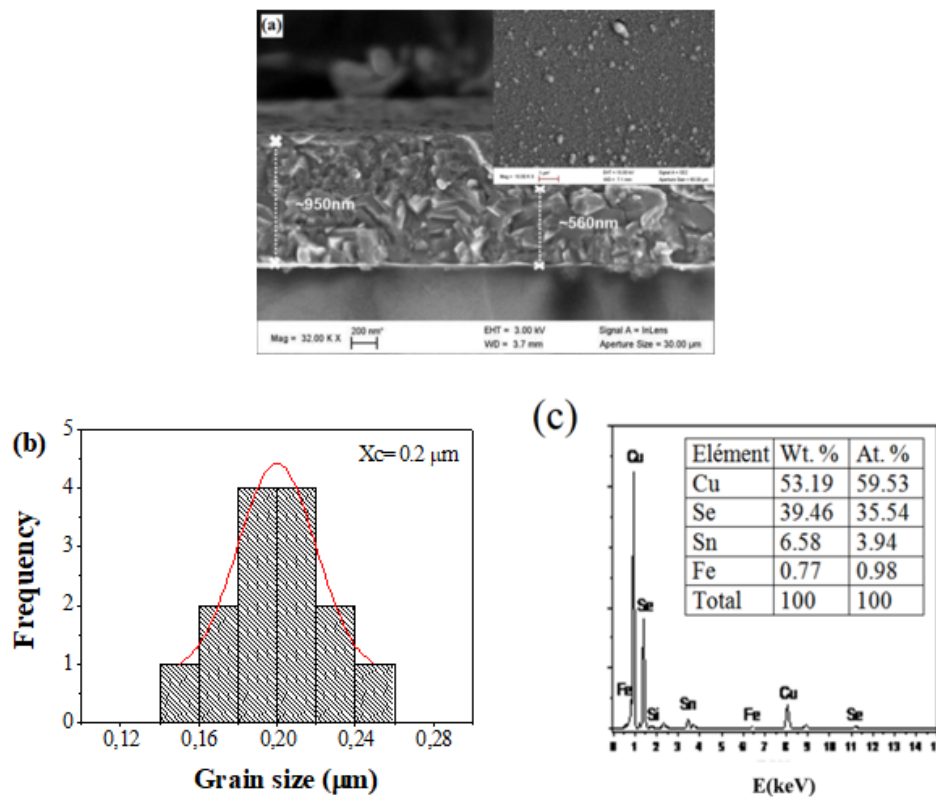 (a)
~950nm
~560nm
Mag = 32.00 K X
200 nm*
EHT = 3.00 kV
WD = 3.7 mm
Signal A = InLens
Aperture Size = 30.00 µm
(b)
Xc= 0.2 µm
Frequency
5
4
3
2
1
0
0,12 0,16 0,20 0,24 0,28
Grain size (µm)
(c)
Elément Wt. % At. %
Cu 53.19 59.53
Se 39.46 35.54
Sn 6.58 3.94
Fe 0.77 0.98
Total 100 100
Cu
Se
Fe
Si
Sn
Fe
Cu
Se
0 1 2 3 4 5 6 7 8 9 10 11 12 13 14 15
E(keV)